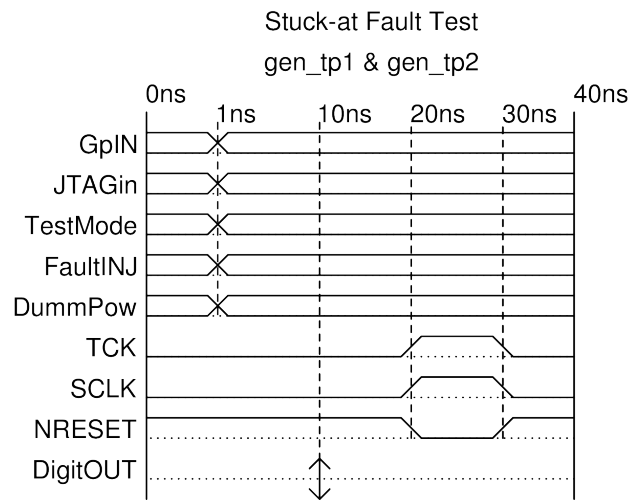 Stuck-at Fault Test
gen_tp1 & gen_tp2
0ns 1ns 10ns 20ns 30ns 40ns
GpIN
JTAGin
TestMode
FaultINJ
DummPow
TCK
SCLK
NRESET
DigitOUT